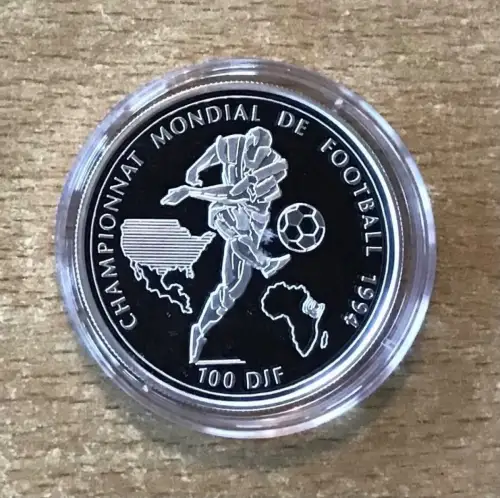 CHAMPIONNAT MONDIAL DE FOOTBALL 1994
100 DJF